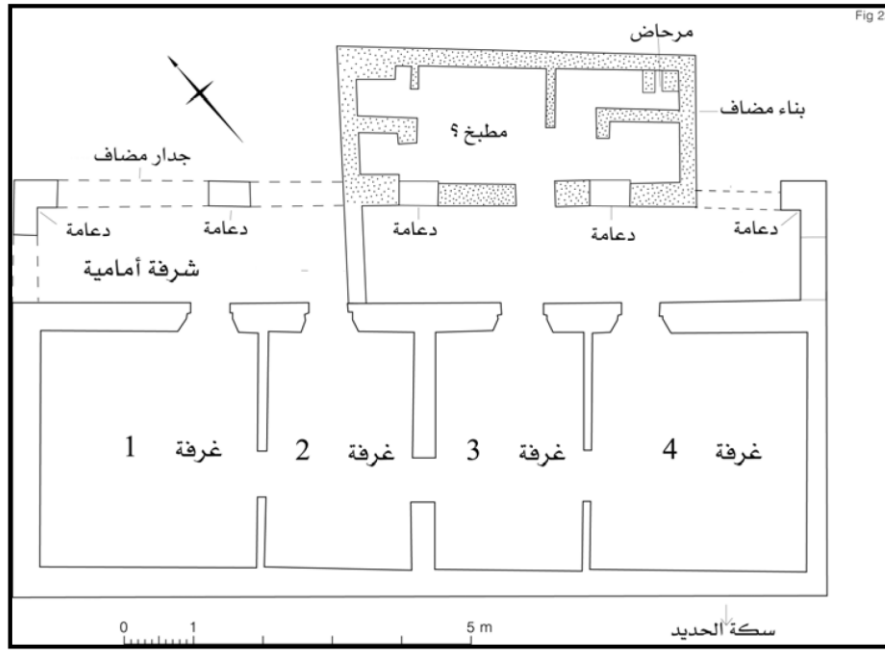 Fig 2
مرحاض
بناء مضاف
مطبخ ؟
جدار مضاف
دعامة
دعامة
دعامة
دعامة
دعامة
شرفة أمامية
غرفة 1
غرفة 2
غرفة 3
غرفة 4
0 1 5 m
سكة الحديد